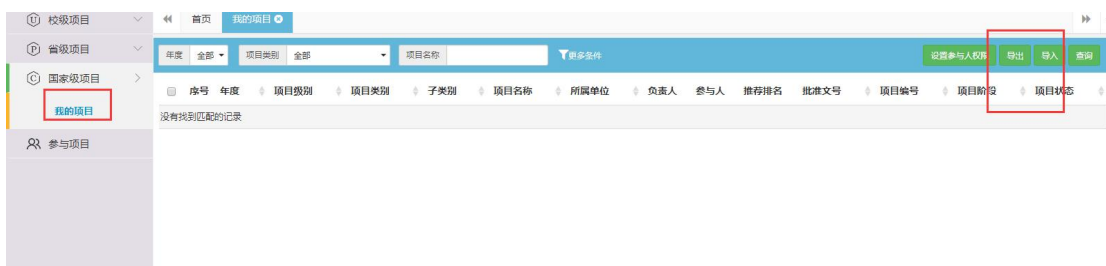 校级项目
省级项目
国家级项目
我的项目
参与项目
首页 我的项目
年度 全部 项目类别 全部 项目名称 更多条件 设置参与人权限 导出 导入 查询
序号 年度 项目级别 项目类别 子类别 项目名称 所属单位 负责人 参与人 推荐排名 批准文号 项目编号 项目阶段 项目状态
没有找到匹配的记录